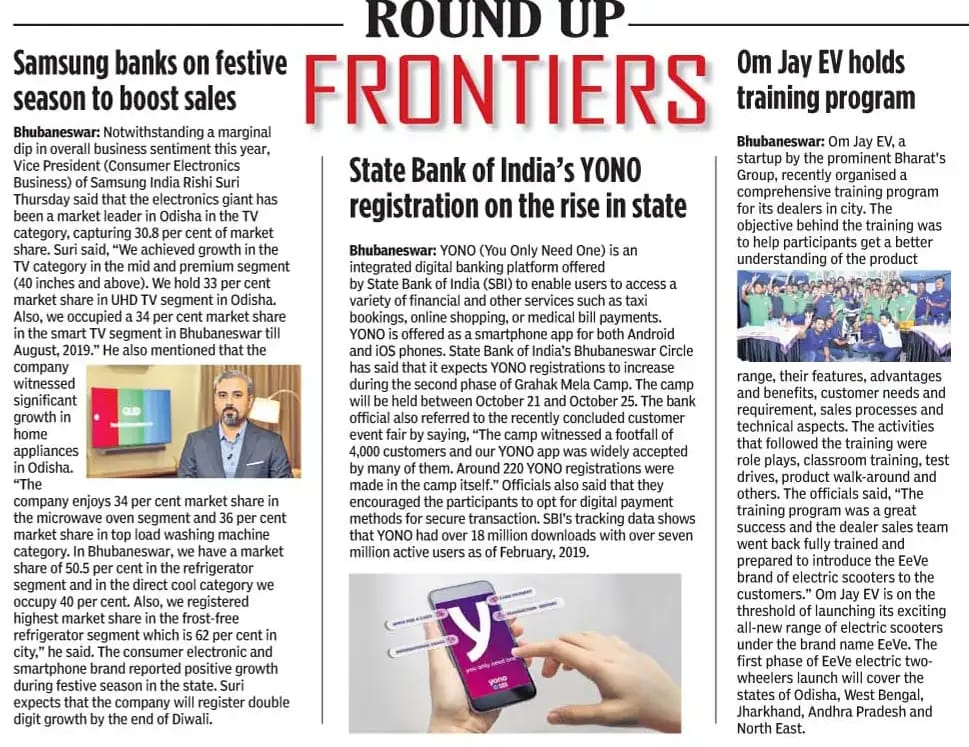 ROUND UP
FRONTIERS
Samsung banks on festive
season to boost sales
Bhubaneswar: Notwithstanding a marginal
dip in overall business sentiment this year,
Vice President (Consumer Electronics
Business) of Samsung India Rishi Suri
Thursday said that the electronics giant has
been a market leader in Odisha in the TV
category, capturing 30.8 per cent of market
share. Suri said, “We achieved growth in the
TV category in the mid and premium segment
(40 inches and above). We hold 33 per cent
market share in UHD TV segment in Odisha.
Also, we occupied a 34 per cent market share
in the smart TV segment in Bhubaneswar till
August, 2019.” He also mentioned that the
company
witnessed
significant
growth in
home
appliances
in Odisha.
“The
company enjoys 34 per cent market share in
the microwave oven segment and 36 per cent
market share in top load washing machine
category. In Bhubaneswar, we have a market
share of 50.5 per cent in the refrigerator
segment and in the direct cool category we
occupy 40 per cent. Also, we registered
highest market share in the frost-free
refrigerator segment which is 62 per cent in
city,” he said. The consumer electronic and
smartphone brand reported positive growth
during festive season in the state. Suri
expects that the company will register double
digit growth by the end of Diwali.
QLED
State Bank of India’s YONO
registration on the rise in state
Bhubaneswar: YONO (You Only Need One) is an
integrated digital banking platform offered
by State Bank of India (SBI) to enable users to access a
variety of financial and other services such as taxi
bookings, online shopping, or medical bill payments.
YONO is offered as a smartphone app for both Android
and iOS phones. State Bank of India’s Bhubaneswar Circle
has said that it expects YONO registrations to increase
during the second phase of Grahak Mela Camp. The camp
will be held between October 21 and October 25. The bank
official also referred to the recently concluded customer
event fair by saying, “The camp witnessed a footfall of
4,000 customers and our YONO app was widely accepted
by many of them. Around 220 YONO registrations were
made in the camp itself.” Officials also said that they
encouraged the participants to opt for digital payment
methods for secure transaction. SBI’s tracking data shows
that YONO had over 18 million downloads with over seven
million active users as of February, 2019.
y
you only need one
yono
SBI
Om Jay EV holds
training program
Bhubaneswar: Om Jay EV, a
startup by the prominent Bharat’s
Group, recently organised a
comprehensive training program
for its dealers in city. The
objective behind the training was
to help participants get a better
understanding of the product
range, their features, advantages
and benefits, customer needs and
requirement, sales processes and
technical aspects. The activities
that followed the training were
role plays, classroom training, test
drives, product walk-around and
others. The officials said, “The
training program was a great
success and the dealer sales team
went back fully trained and
prepared to introduce the EeVe
brand of electric scooters to the
customers.” Om Jay EV is on the
threshold of launching its exciting
all-new range of electric scooters
under the brand name EeVe. The
first phase of EeVe electric two-
wheelers launch will cover the
states of Odisha, West Bengal,
Jharkhand, Andhra Pradesh and
North East.